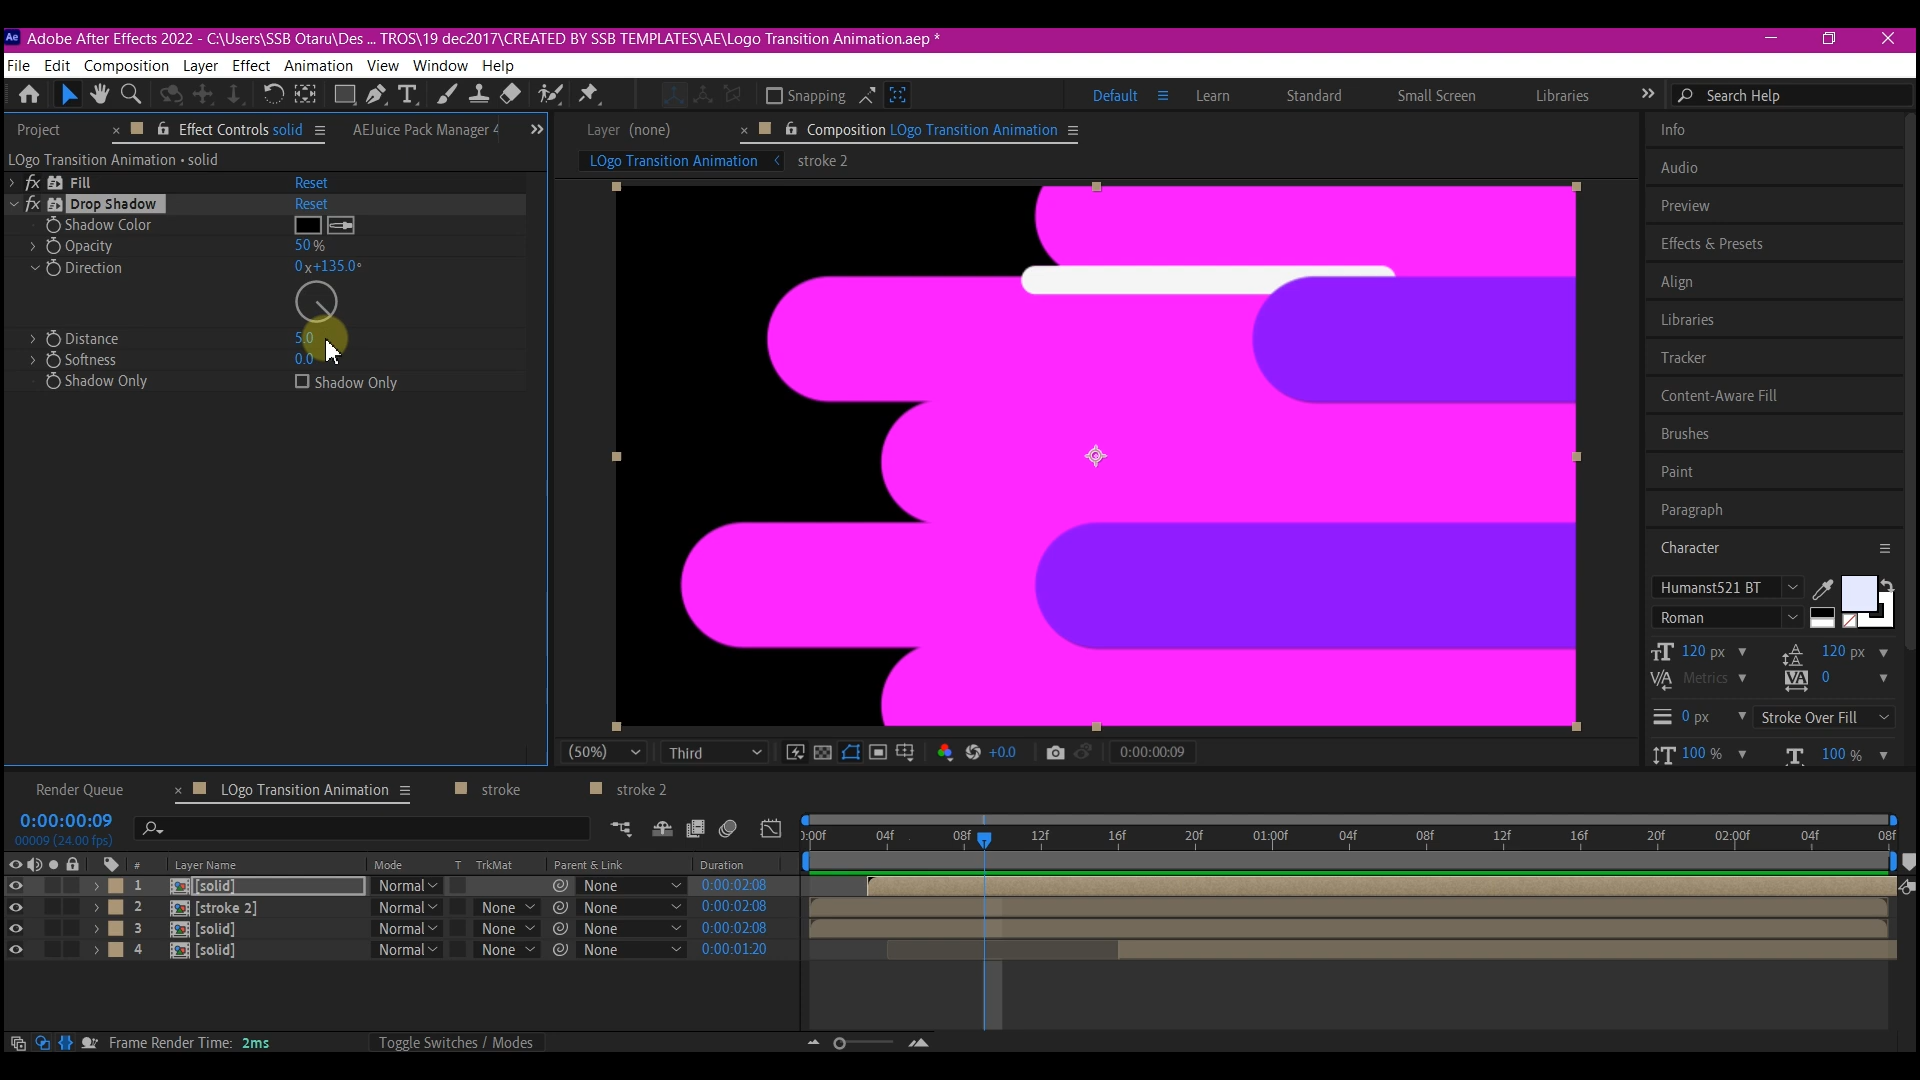 Ae Adobe After Effects 2022 - C:\Users\SSB Otaru\Des ... TROS\19 dec2017\CREATED BY SSB TEMPLATES\AE\Logo Transition Animation.aep *
File Edit Composition Layer Effect Animation View Window Help
Snapping Default Learn Standard Small Screen Libraries Search Help
Project Effect Controls solid AEJuice Pack Manager 4 Layer (none) Composition LOgo Transition Animation Info
LOgo Transition Animation • solid LOgo Transition Animation stroke 2
Audio
fx Fill Reset
fx Drop Shadow Reset Preview
Shadow Color
Opacity 50 % Effects & Presets
Direction 0x+135.0°
Align
Libraries
Distance 5.0
Softness 0.0 Tracker
Shadow Only Shadow Only
Content-Aware Fill
Brushes
Paint
Paragraph
Character
Humanst521 BT
Roman
120 px 120 px
Metrics 0
0 px Stroke Over Fill
(50%) Third +0.0 0:00:00:09 100 % 100 %
Render Queue LOgo Transition Animation stroke stroke 2
0:00:00:09
00009 (24.00 fps)
):00f 04f 08f 12f 16f 20f 01:00f 04f 08f 12f 16f 20f 02:00f 04f 08f
# Layer Name Mode T TrkMat Parent & Link Duration
1 [solid] Normal None 0:00:02:08
2 [stroke 2] Normal None None 0:00:02:08
3 [solid] Normal None None 0:00:02:08
4 [solid] Normal None None 0:00:01:20
Frame Render Time: 2ms Toggle Switches / Modes